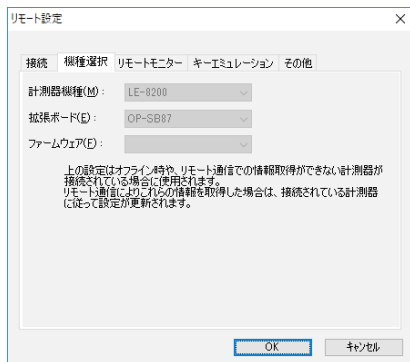 リモート設定
接続 機種選択 リモートモニター キーエミュレーション その他
計測器機種(M): LE-8200
拡張ボード(E): OP-SB87
ファームウェア(F):
上の設定はオフライン時や、リモート通信での情報取得ができない計測器が
接続されている場合に使用されます。
リモート通信によりこれらの情報を取得した場合は、接続されている計測器
に従って設定が更新されます。
OK キャンセル